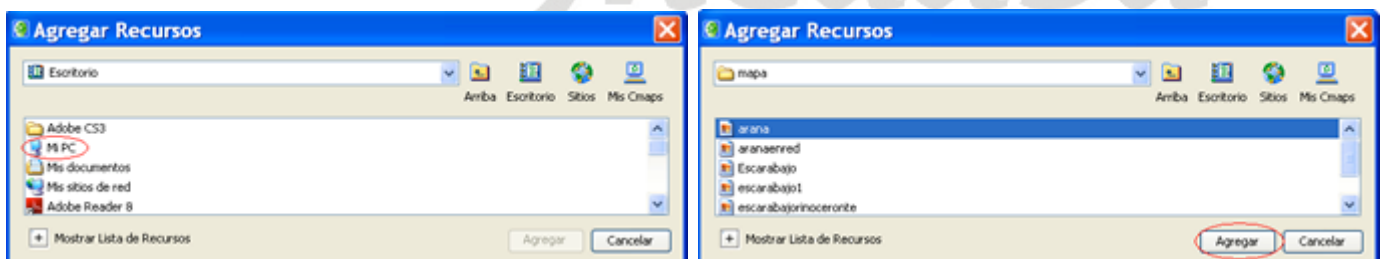 Agregar Recursos
Escritorio
Arriba Escritorio Sitios Mis Cmaps
Adobe CS3
Mi PC
Mis documentos
Mis sitios de red
Adobe Reader 8
Mostrar Lista de Recursos
Agregar Cancelar
Agregar Recursos
mapa
Arriba Escritorio Sitios Mis Cmaps
arana
aranaenred
Escarabajo
escarabajo1
escarabajorinoceronte
Mostrar Lista de Recursos
Agregar Cancelar